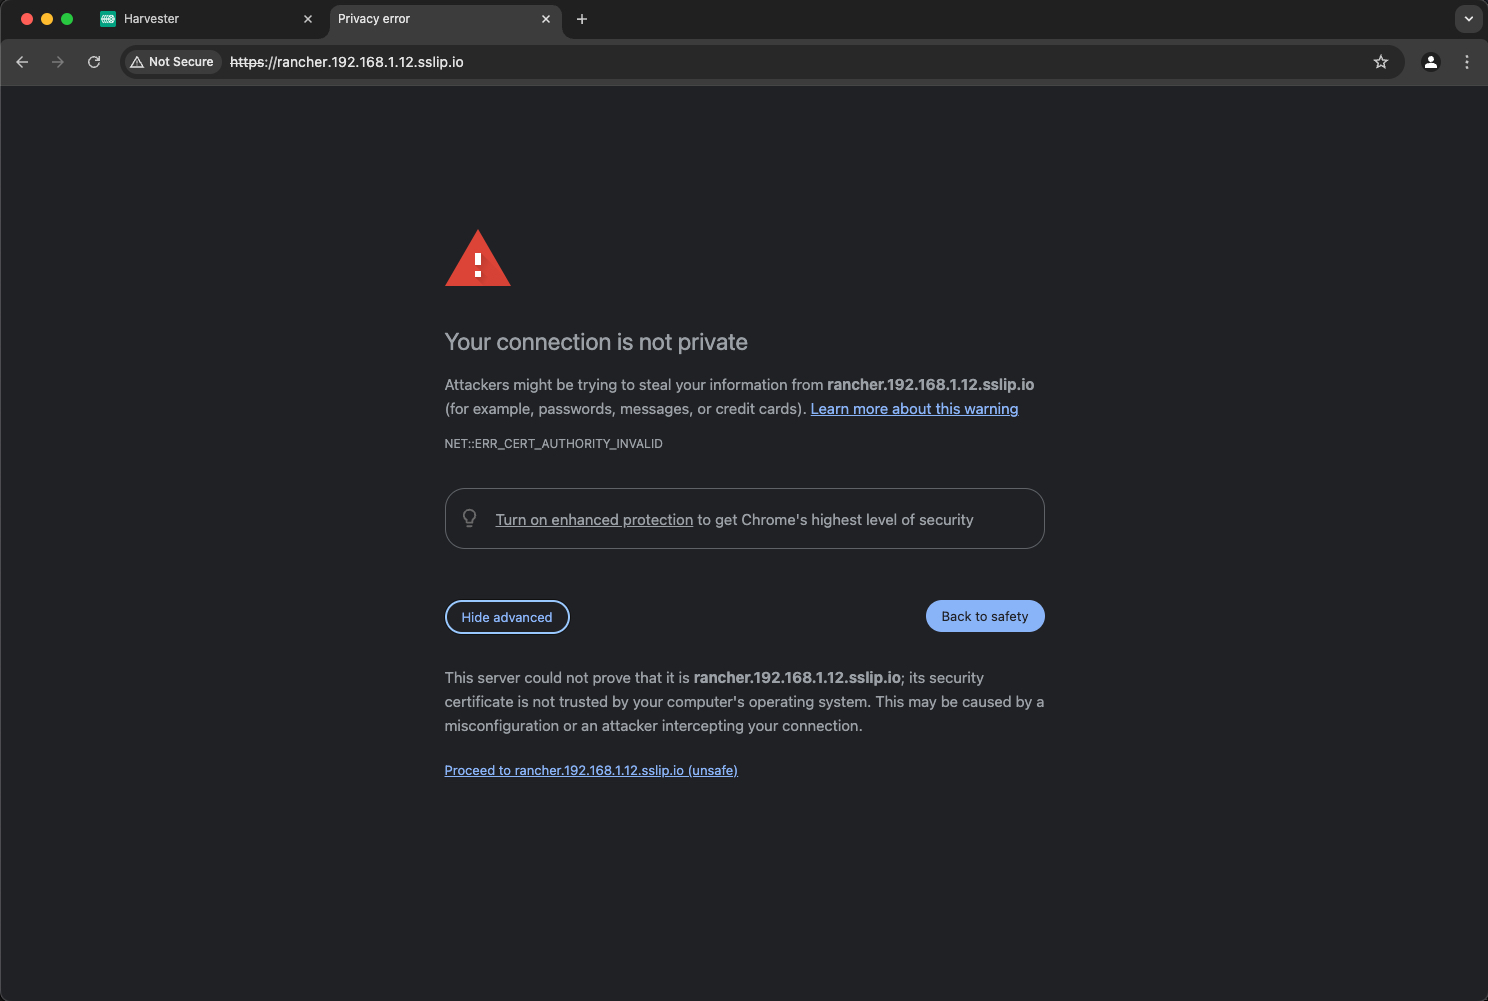 Harvester
Privacy error
Not Secure https://rancher.192.168.1.12.sslip.io
Your connection is not private
Attackers might be trying to steal your information from rancher.192.168.1.12.sslip.io
(for example, passwords, messages, or credit cards). Learn more about this warning
NET::ERR_CERT_AUTHORITY_INVALID
Turn on enhanced protection to get Chrome's highest level of security
Hide advanced
Back to safety
This server could not prove that it is rancher.192.168.1.12.sslip.io; its security
certificate is not trusted by your computer's operating system. This may be caused by a
misconfiguration or an attacker intercepting your connection.
Proceed to rancher.192.168.1.12.sslip.io (unsafe)